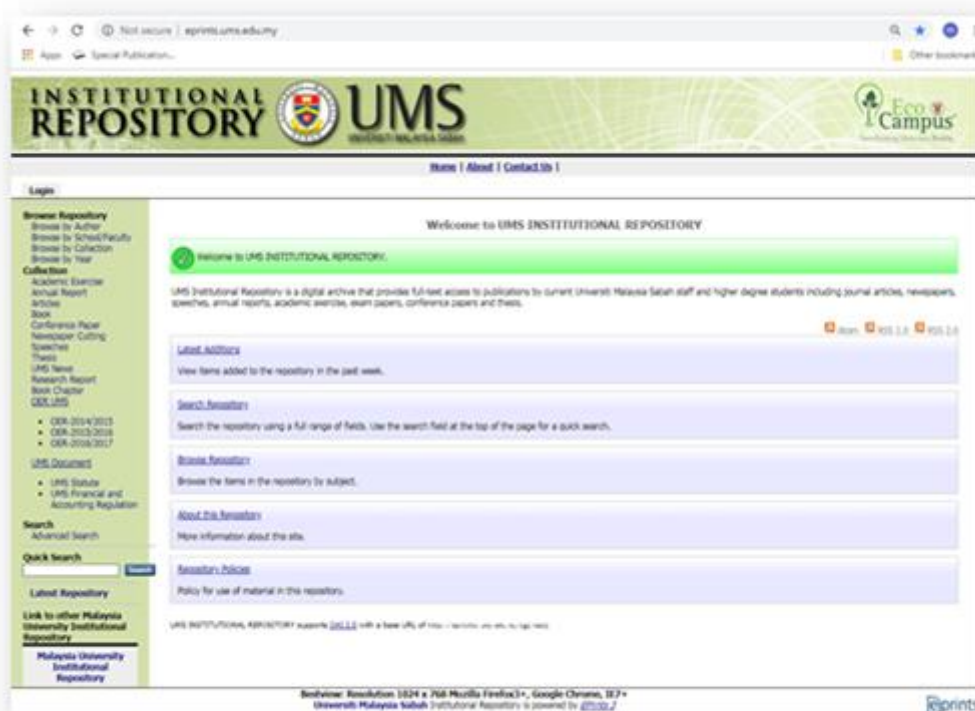 Not secure | eprints.ums.edu.my
Apps Special Publication...
Other bookmark
INSTITUTIONAL
REPOSITORY
UMS
UNIVERSITI MALAYSIA SABAH
Eco
Campus
Home | About | Contact Us |
Login
Browse Repository
Browse by Author
Browse by School/Faculty
Browse by Collection
Browse by Year
Collection
Academic Exercise
Annual Report
Articles
Book
Conference Paper
Newspaper Cutting
Speeches
Thesis
UMS News
Research Report
Book Chapter
OER UMS
OER-2014/2015
OER-2015/2016
OER-2016/2017
UMS Document
UMS Statute
UMS Financial and
Accounting Regulation
Search
Advanced Search
Quick Search
Search
Latest Repository
Link to other Malaysia
University Institutional
Repository
Malaysia University
Institutional
Repository
Welcome to UMS INSTITUTIONAL REPOSITORY
Welcome to UMS INSTITUTIONAL REPOSITORY.
UMS Institutional Repository is a digital archive that provides full-text access to publications by current Universiti Malaysia Sabah staff and higher degree students including journal articles, newspapers,
speeches, annual reports, academic exercise, exam papers, conference papers and thesis.
Atom RSS 1.0 RSS 2.0
Latest Additions
View items added to the repository in the past week.
Search Repository
Search the repository using a full range of fields. Use the search field at the top of the page for a quick search.
Browse Repository
Browse the items in the repository by subject.
About this Repository
More information about this site.
Repository Policies
Policy for use of material in this repository.
UMS INSTITUTIONAL REPOSITORY supports OAI 2.0 with a base URL of
Bestview: Resolution 1024 x 768 Mozilla Firefox3+, Google Chrome, IE7+
Universiti Malaysia Sabah Institutional Repository is powered by EPrints 3
eprints